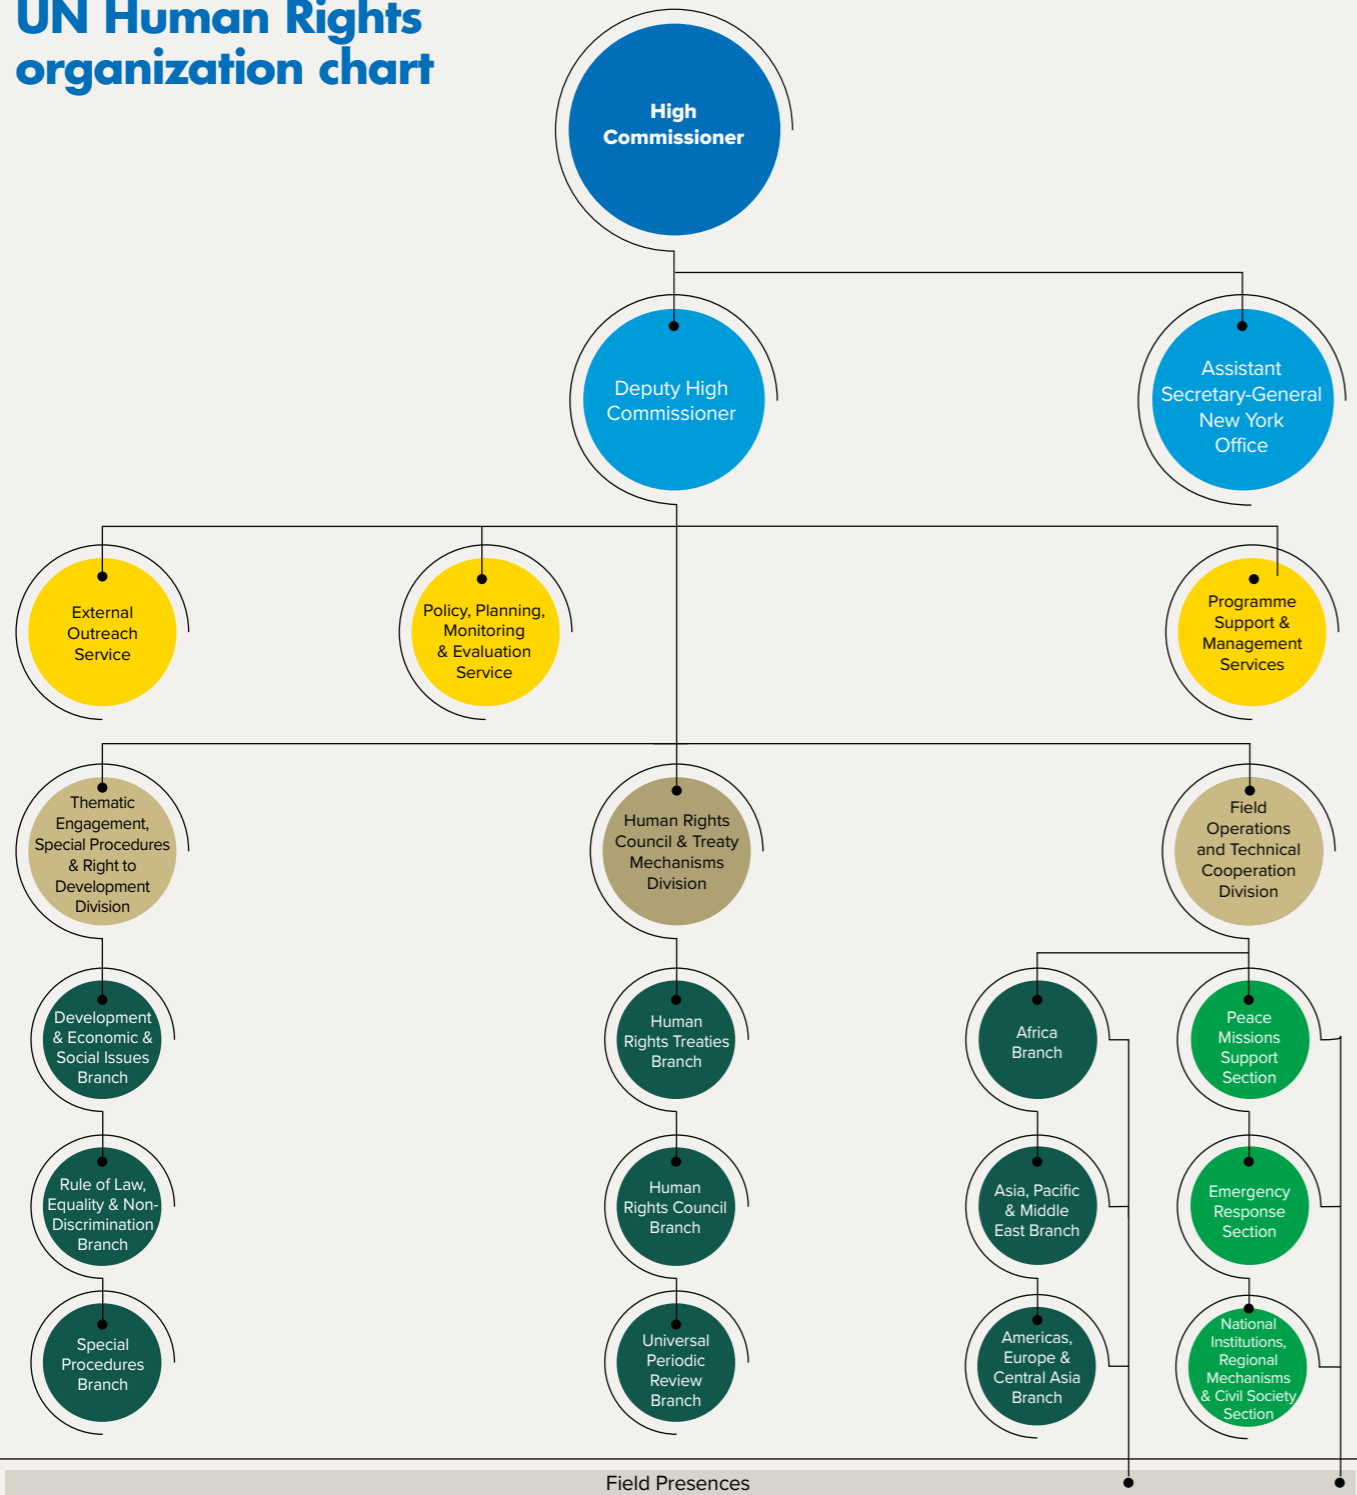 UN Human Rights
organization chart
High
Commissioner
Deputy High
Commissioner
Assistant
Secretary-General
New York
Office
External
Outreach
Service
Policy, Planning,
Monitoring
& Evaluation
Service
Programme
Support &
Management
Services
Thematic
Engagement,
Special Procedures
& Right to
Development
Division
Human Rights
Council & Treaty
Mechanisms
Division
Field
Operations
and Technical
Cooperation
Division
Development
& Economic &
Social Issues
Branch
Human
Rights Treaties
Branch
Africa
Branch
Peace
Missions
Support
Section
Rule of Law,
Equality & Non-
Discrimination
Branch
Human
Rights Council
Branch
Asia, Pacific
& Middle
East Branch
Emergency
Response
Section
Special
Procedures
Branch
Universal
Periodic
Review
Branch
Americas,
Europe &
Central Asia
Branch
National
Institutions,
Regional
Mechanisms
& Civil Society
Section
Field Presences